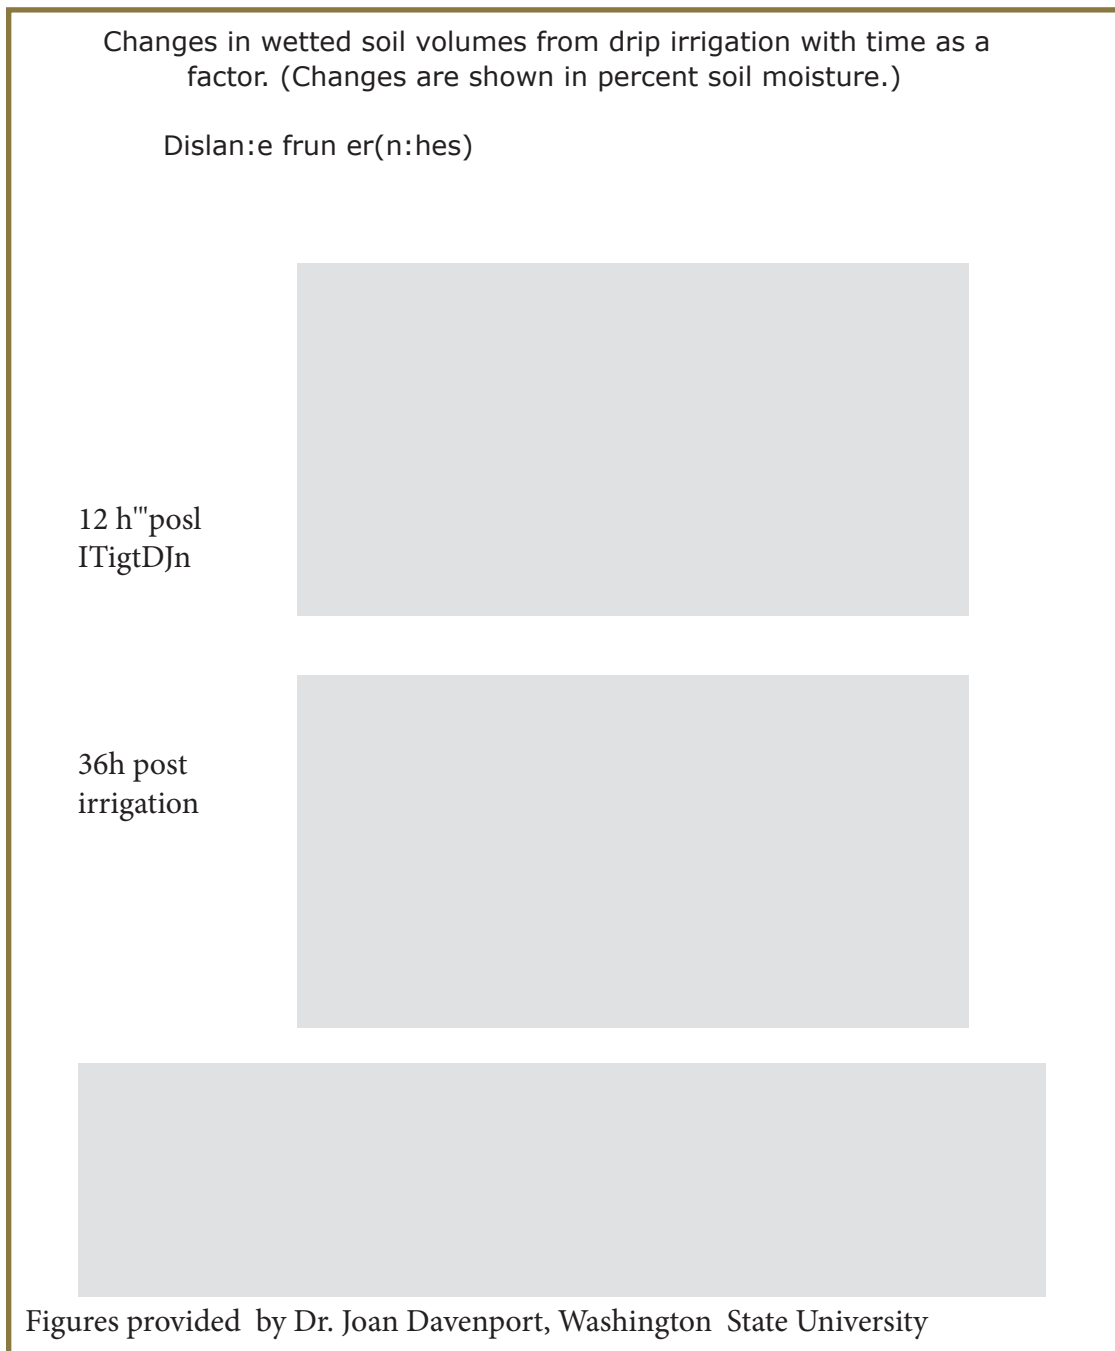 Changes in wetted soil volumes from drip irrigation with time as a
factor. (Changes are shown in percent soil moisture.)
Dislan:e frun er(n:hes)
12 h'"posl
ITigtDJn
36h post
irrigation
Figures provided by Dr. Joan Davenport, Washington State University